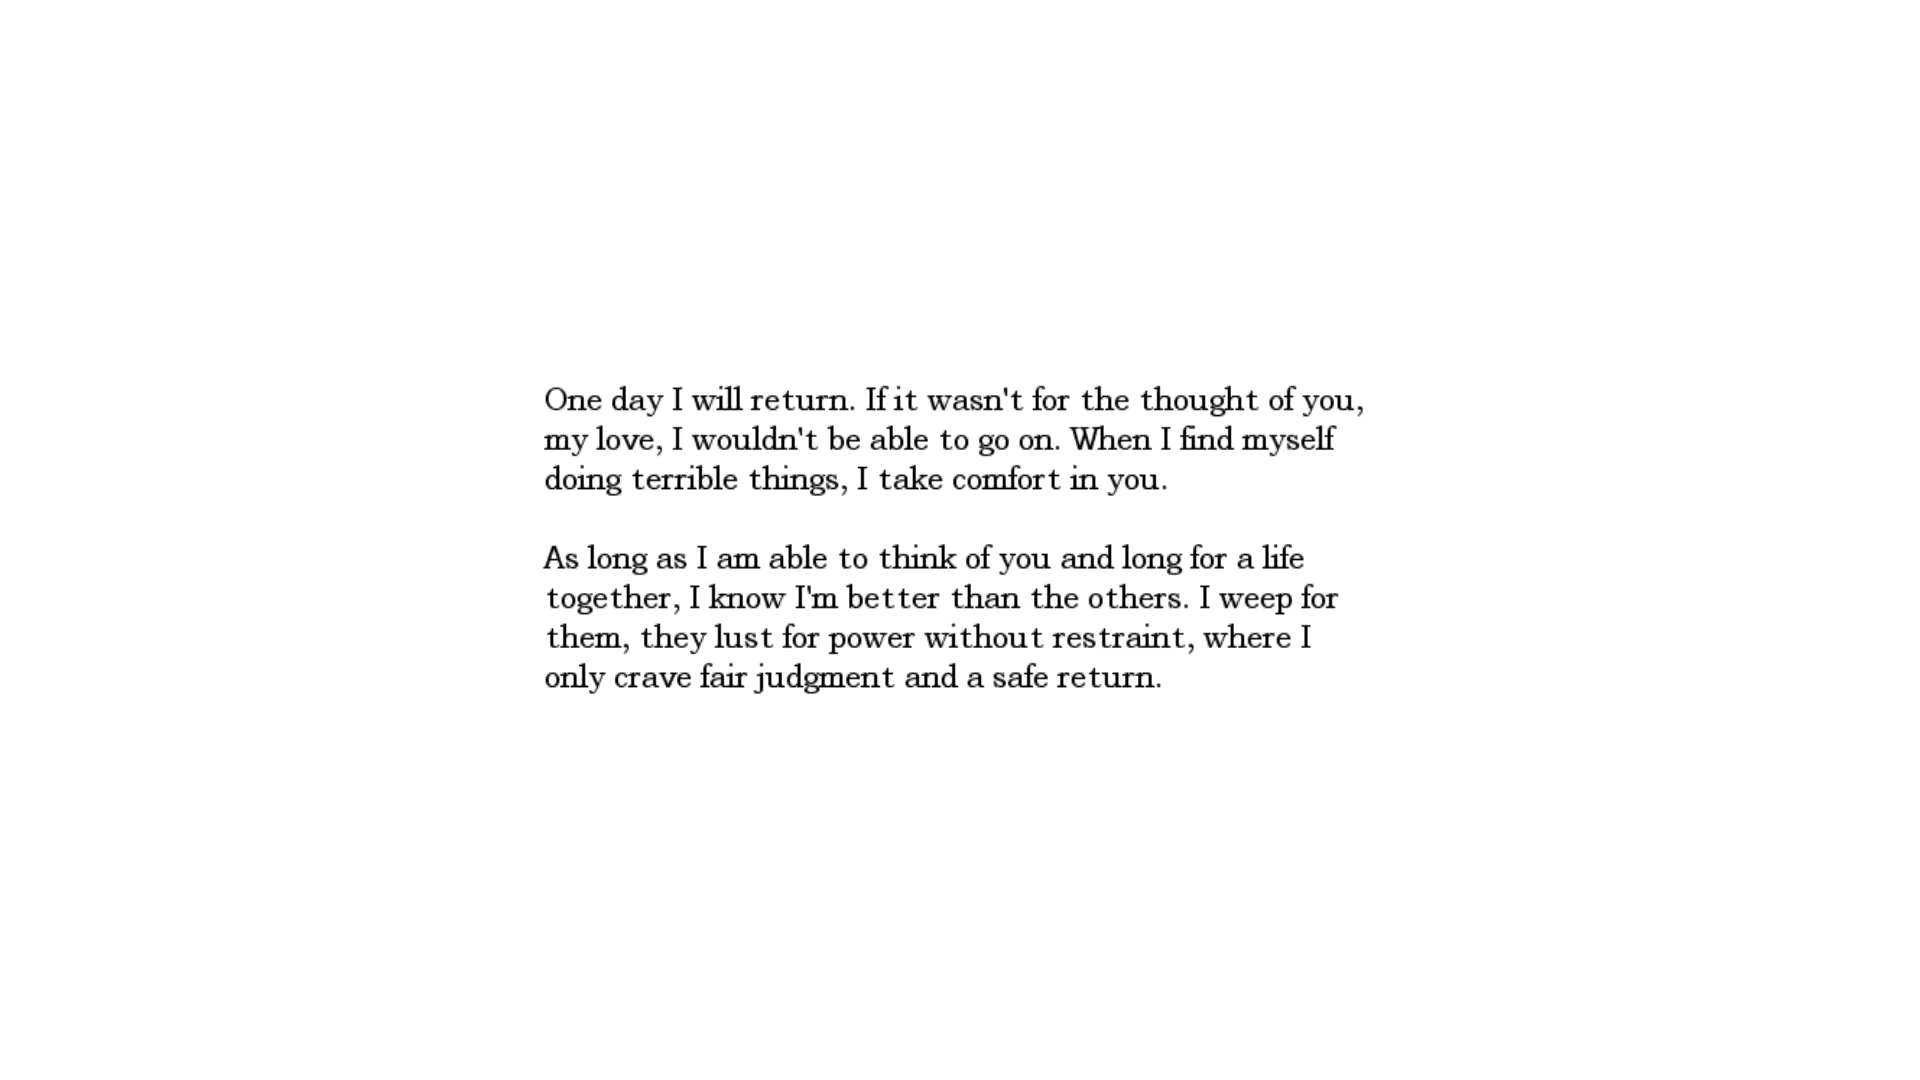 One day I will return. If it wasn't for the thought of you,
my love, I wouldn't be able to go on. When I find myself
doing terrible things, I take comfort in you.
As long as I am able to think of you and long for a life
together, I know I'm better than the others. I weep for
them, they lust for power without restraint, where I
only crave fair judgment and a safe return.